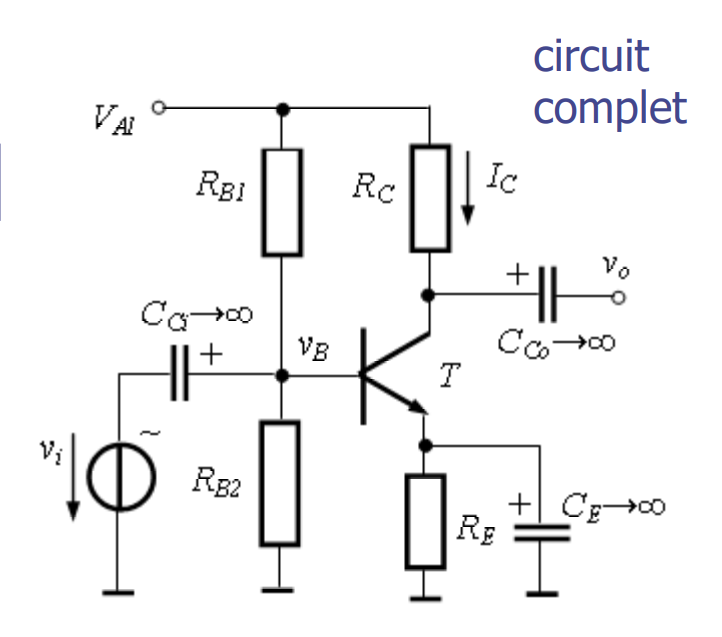 circuit
complet
V_Al
R_B1
R_C
I_C
+
v_o
C_Ci→∞
+
v_B
C_Co→∞
T
v_i
~
R_B2
+
C_E→∞
R_E